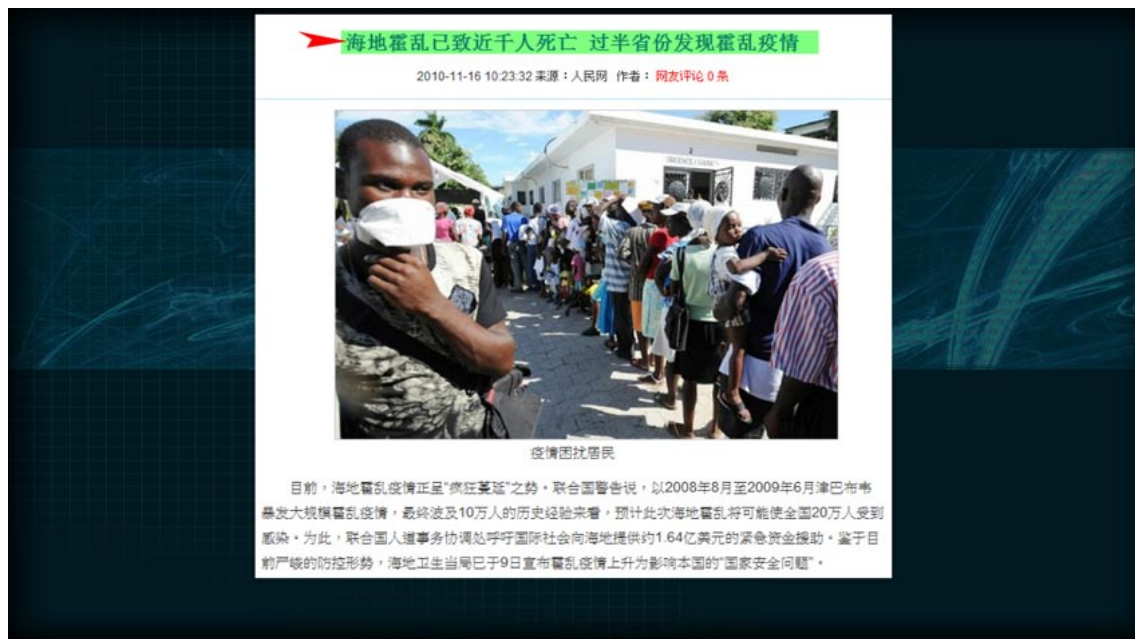 海地霍乱已致近千人死亡 过半省份发现霍乱疫情
2010-11-16 10:23:32 来源：人民网 作者： 网友评论 0 条
2
疫情困扰居民
目前，海地霍乱疫情正呈“疯狂蔓延”之势。联合国警告说，以2008年8月至2009年6月津巴布韦
暴发大规模霍乱疫情，最终波及10万人的历史经验来看，预计此次海地霍乱将可能使全国20万人受到
感染。为此，联合国人道事务协调处呼吁国际社会向海地提供约1.64亿美元的紧急资金援助。鉴于目
前严峻的防控形势，海地卫生当局已于9日宣布霍乱疫情上升为影响本国的“国家安全问题”。